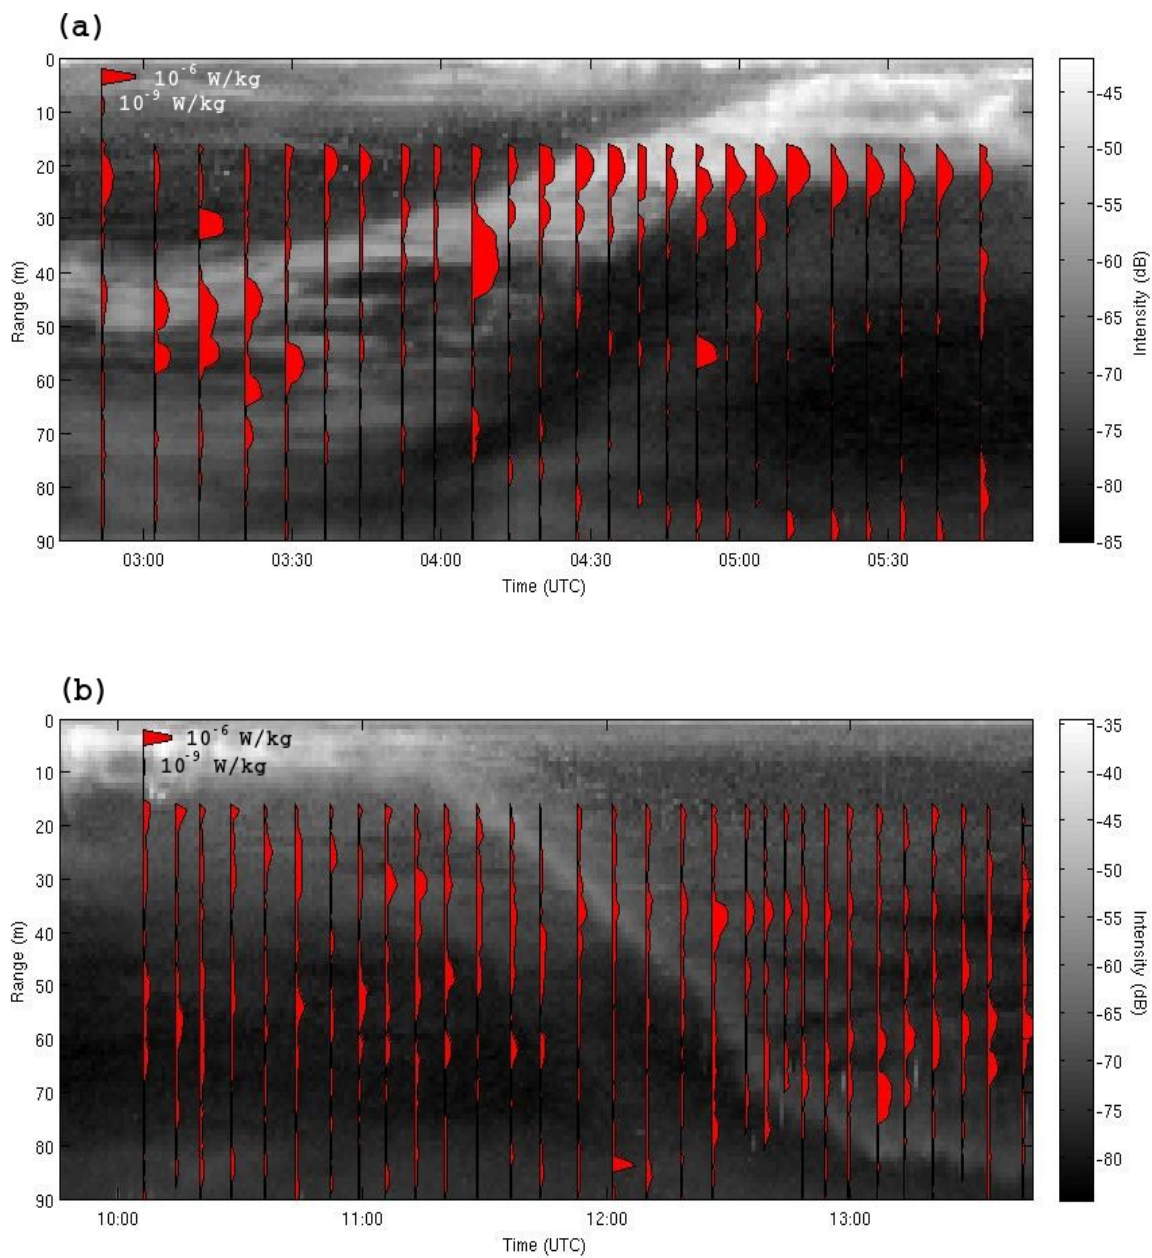 (a)
10⁻⁶ W/kg
10⁻⁹ W/kg
0
10
20
30
40
50
60
70
80
90
Range (m)
03:00 03:30 04:00 04:30 05:00 05:30
Time (UTC)
-45
-50
-55
-60
-65
-70
-75
-80
-85
Intensity (dB)
(b)
10⁻⁶ W/kg
10⁻⁹ W/kg
0
10
20
30
40
50
60
70
80
90
Range (m)
10:00 11:00 12:00 13:00
Time (UTC)
-35
-40
-45
-50
-55
-60
-65
-70
-75
-80
Intenuisity (dB)